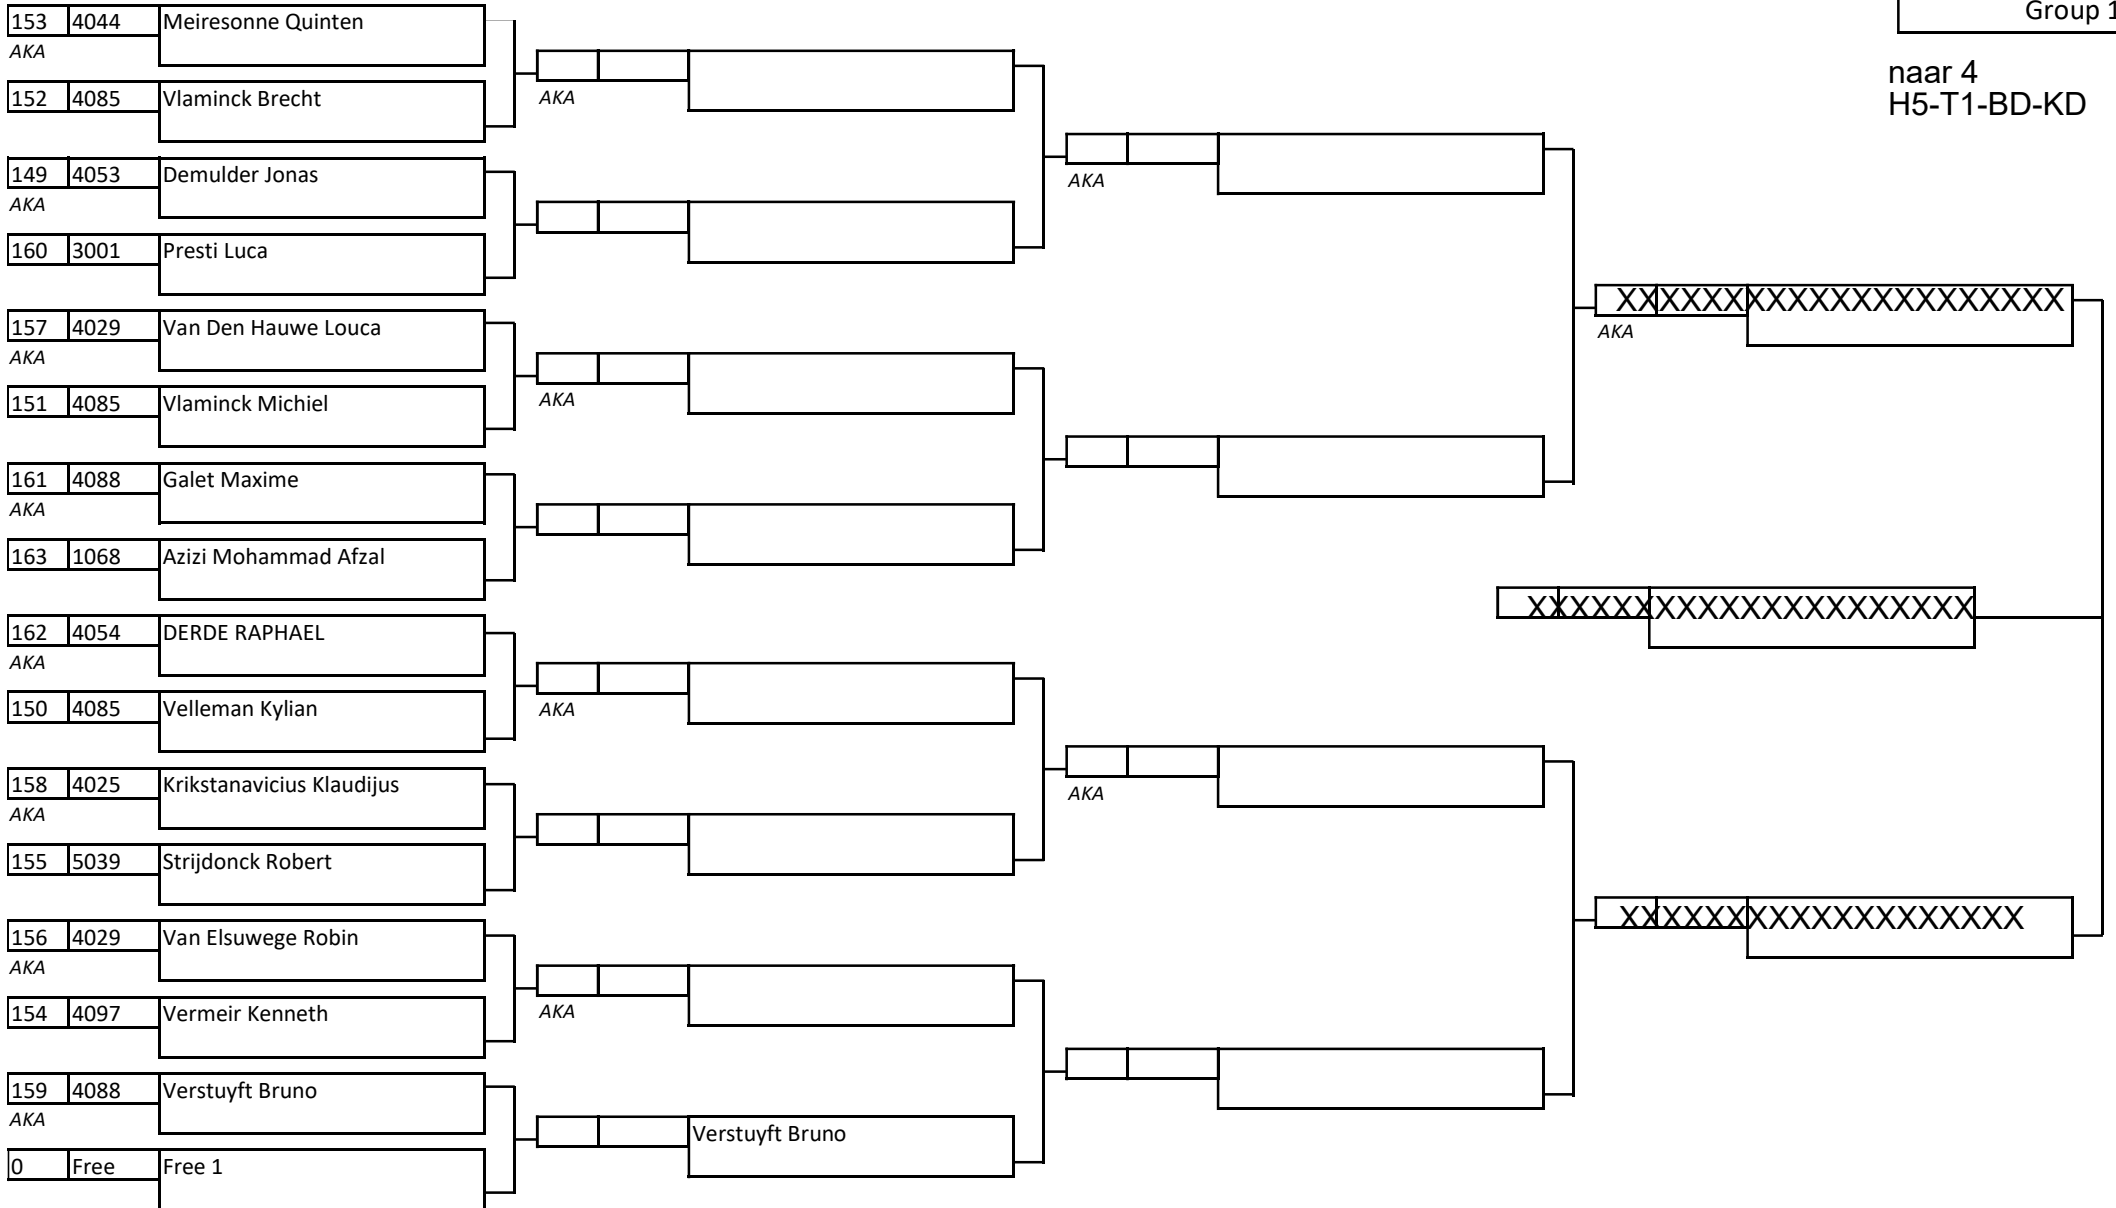 Group 1
naar 4
H5-T1-BD-KD
153 4044 Meiresonne Quinten
AKA
152 4085 Vlaminck Brecht
AKA
149 4053 Demulder Jonas
AKA
AKA
160 3001 Presti Luca
XXXXXXXXXXXXXXXXXXXXX
157 4029 Van Den Hauwe Louca
AKA
AKA
151 4085 Vlaminck Michiel
AKA
161 4088 Galet Maxime
AKA
163 1068 Azizi Mohammad Afzal
XXXXXXXXXXXXXXXXXXXXX
162 4054 DERDE RAPHAEL
AKA
150 4085 Velleman Kylian
AKA
158 4025 Krikstanavicius Klaudijus
AKA
AKA
155 5039 Strijdonck Robert
XXXXXXXXXXXXXXXXXXX
156 4029 Van Elsuwege Robin
AKA
154 4097 Vermeir Kenneth
AKA
159 4088 Verstuyft Bruno
AKA
Verstuyft Bruno
0 Free Free 1